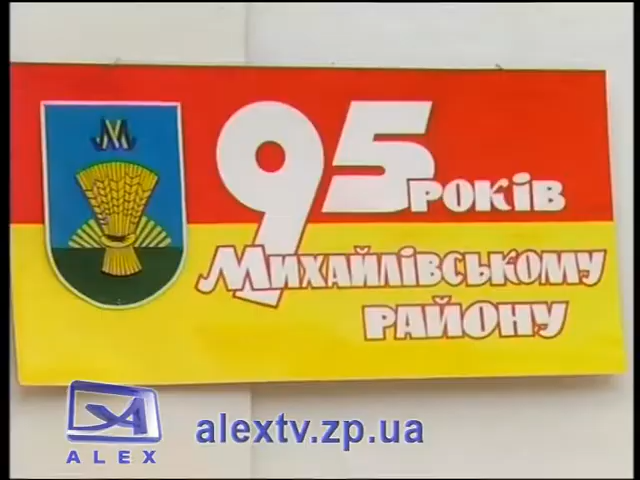 М
95
років
Михайлівському
району
ALEX
alextv.zp.ua